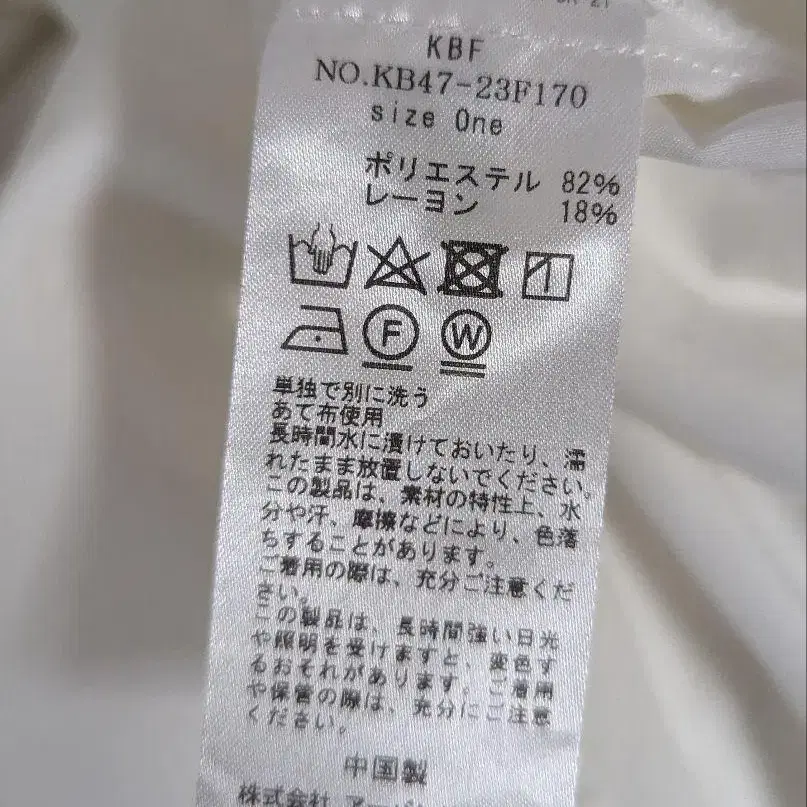 KBF
NO.KB47-23F170
size One
ポリエステル 82%
レーヨン 18%
F W
単独で別に洗う
あて布使用
長時間水に漬けておいたり、濡
れたまま放置しないでください。
この製品は、素材の特性上、水
分や汗、摩擦などにより、色落
ちすることがあります。
ご着用の際は、充分ご注意くだ
さい。
この製品は、長時間強い日光
や照明を受けますと、変色す
るおそれがあります。ご着用
や保管の際は、充分にご注意
ください。
中国製
株式会社